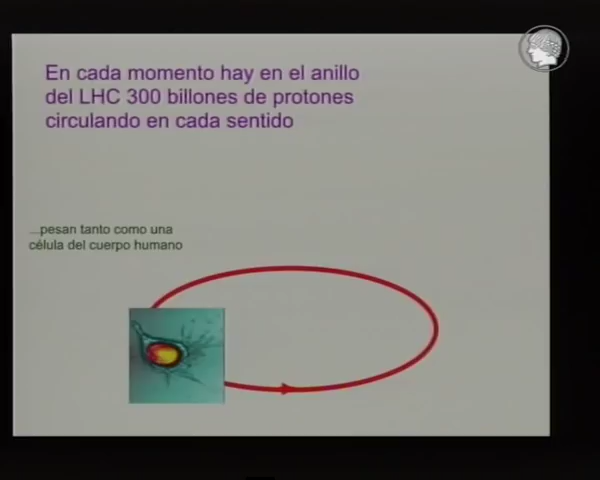 En cada momento hay en el anillo
del LHC 300 billones de protones
circulando en cada sentido
...pesan tanto como una
célula del cuerpo humano